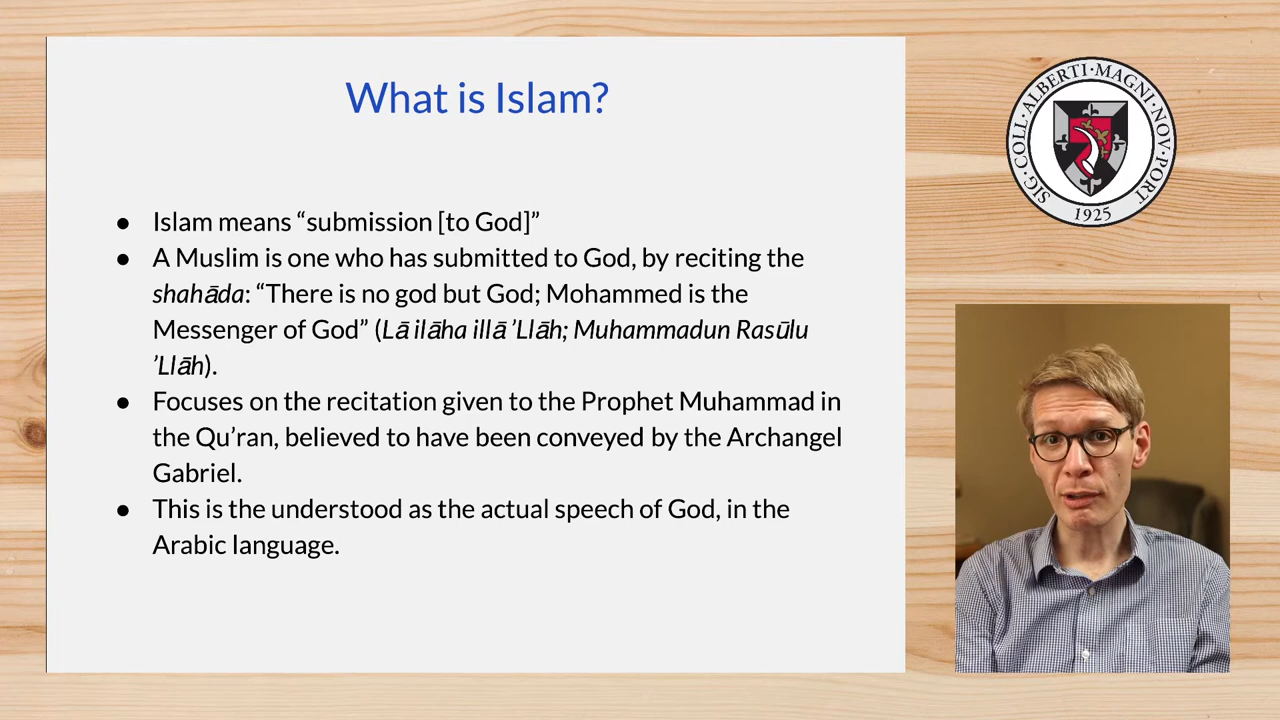 What is Islam?
● Islam means “submission [to God]”
● A Muslim is one who has submitted to God, by reciting the
shahāda: “There is no god but God; Mohammed is the
Messenger of God” (Lā ilāha illā ’Llāh; Muhammadun Rasūlu
’Llāh).
● Focuses on the recitation given to the Prophet Muhammad in
the Qu’ran, believed to have been conveyed by the Archangel
Gabriel.
● This is the understood as the actual speech of God, in the
Arabic language.
SIG·COLL·ALBERTI·MAGNI·NOV·PORT
1925